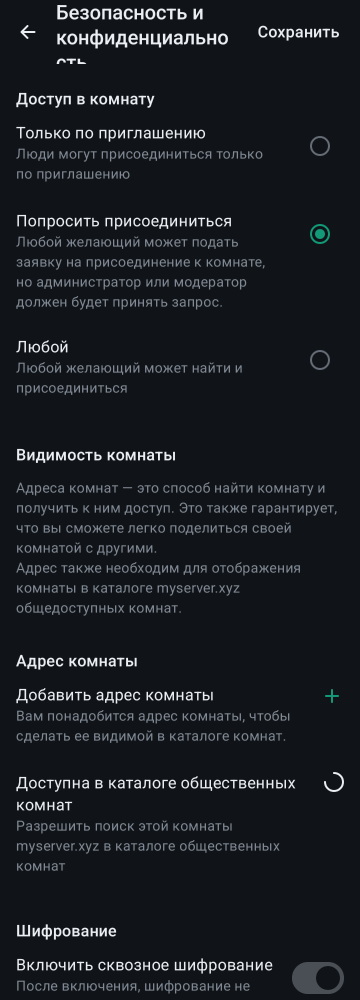 Безопасность и
конфиденциально
сть
Сохранить
Доступ в комнату
Только по приглашению
Люди могут присоединиться только
по приглашению
Попросить присоединиться
Любой желающий может подать
заявку на присоединение к комнате,
но администратор или модератор
должен будет принять запрос.
Любой
Любой желающий может найти и
присоединиться
Видимость комнаты
Адреса комнат — это способ найти комнату и
получить к ним доступ. Это также гарантирует,
что вы сможете легко поделиться своей
комнатой с другими.
Адрес также необходим для отображения
комнаты в каталоге myserver.xyz
общедоступных комнат.
Адрес комнаты
Добавить адрес комнаты
Вам понадобится адрес комнаты, чтобы
сделать ее видимой в каталоге комнат.
Доступна в каталоге общественных
комнат
Разрешить поиск этой комнаты
myserver.xyz в каталоге общественных
комнат
Шифрование
Включить сквозное шифрование
После включения, шифрование не